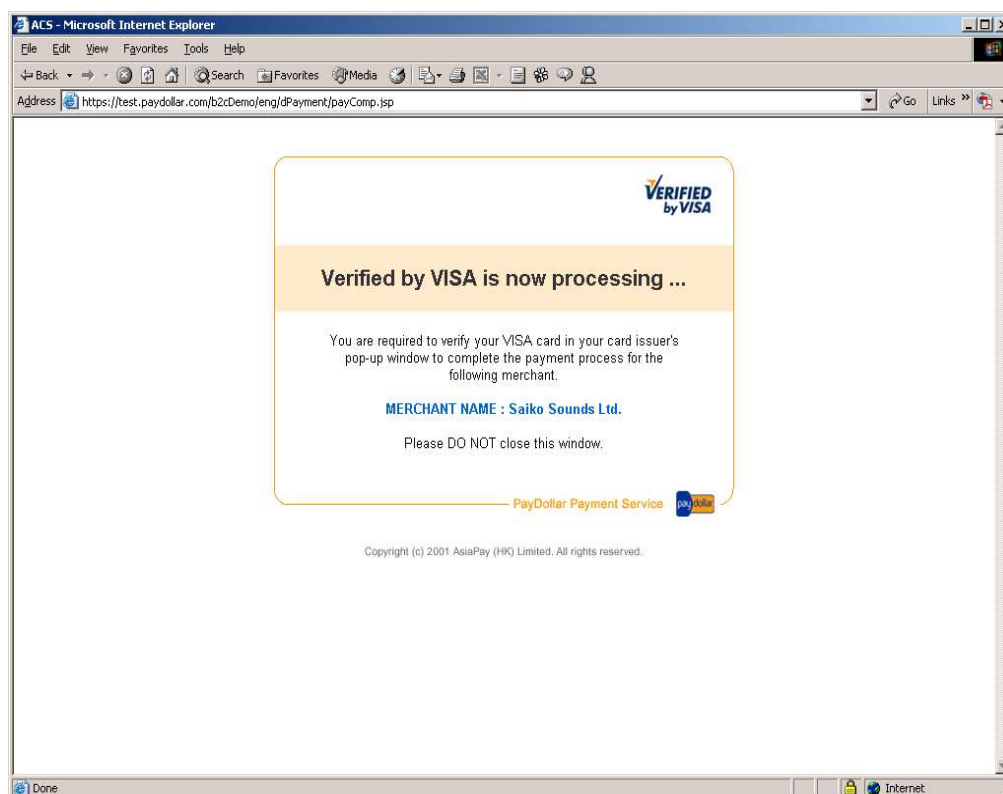 ACS - Microsoft Internet Explorer
File Edit View Favorites Tools Help
Back Search Favorites Media
Address https://test.paydollar.com/b2cDemo/eng/dPayment/payComp.jsp Go Links »
VERIFIED
by VISA
Verified by VISA is now processing ...
You are required to verify your VISA card in your card issuer's
pop-up window to complete the payment process for the
following merchant.
MERCHANT NAME : Saiko Sounds Ltd.
Please DO NOT close this window.
PayDollar Payment Service paydollar
Copyright (c) 2001 AsiaPay (HK) Limited. All rights reserved.
Done Internet